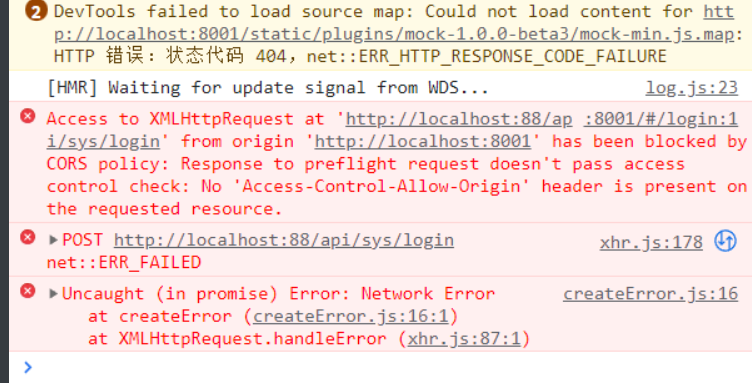 2 DevTools failed to load source map: Could not load content for htt
p://localhost:8001/static/plugins/mock-1.0.0-beta3/mock-min.js.map:
HTTP 错误: 状态代码 404, net::ERR_HTTP_RESPONSE_CODE_FAILURE
[HMR] Waiting for update signal from WDS... log.js:23
Access to XMLHttpRequest at 'http://localhost:88/ap :8001/#/login:1
i/sys/login' from origin 'http://localhost:8001' has been blocked by
CORS policy: Response to preflight request doesn't pass access
control check: No 'Access-Control-Allow-Origin' header is present on
the requested resource.
POST http://localhost:88/api/sys/login xhr.js:178
net::ERR_FAILED
Uncaught (in promise) Error: Network Error createError.js:16
at createError (createError.js:16:1)
at XMLHttpRequest.handleError (xhr.js:87:1)